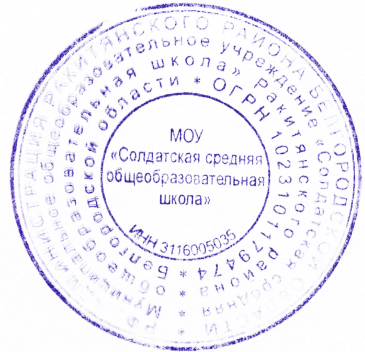 РФ * АДМИНИСТРАЦИЯ РАКИТЯНСКОГО РАЙОНА БЕЛГОРОДСКОЙ ОБЛАСТИ *
Муниципальное общеобразовательное учреждение «Солдатская средняя
общеобразовательная школа» Ракитянского района
Белгородской области * ОГРН 1023101179474 *
МОУ
«Солдатская средняя
общеобразовательная
школа»
ИНН 3116005035